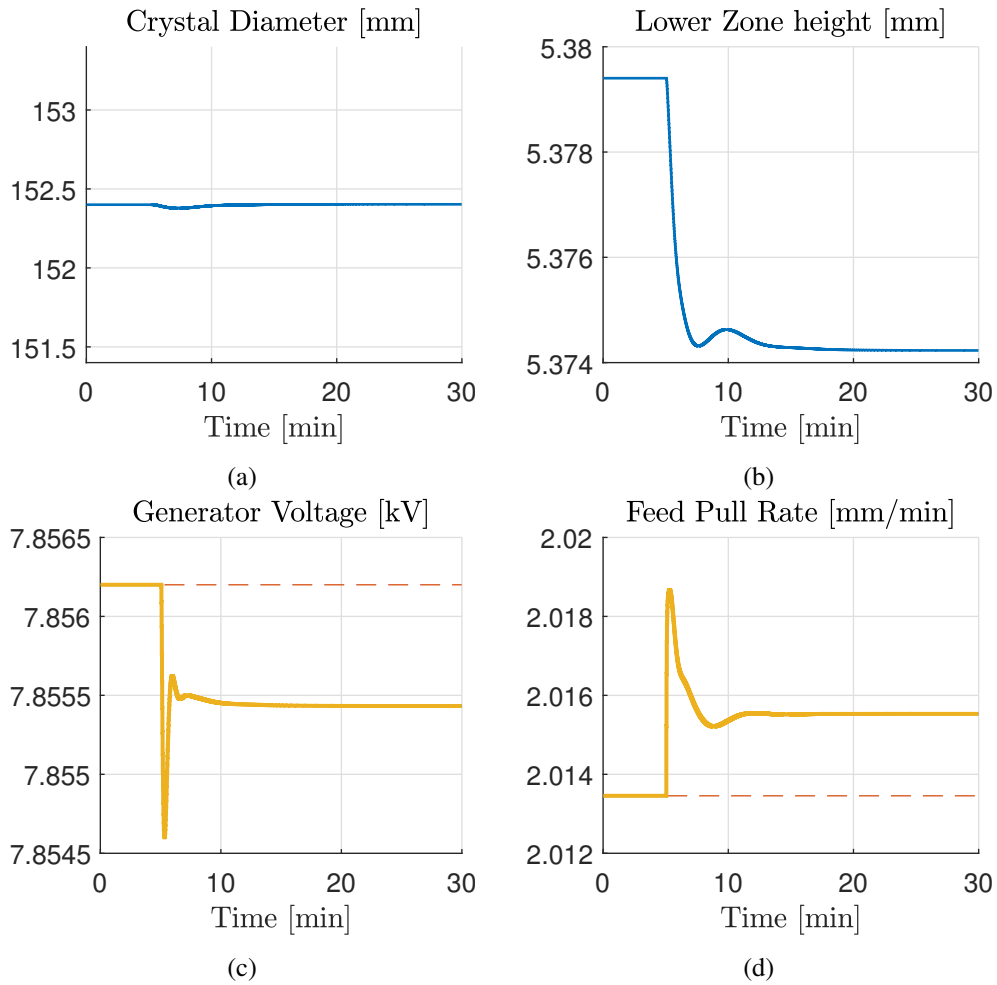 Crystal Diameter [mm]
153
152.5
152
151.5
0 10 20 30
Time [min]
(a)
Lower Zone height [mm]
5.38
5.378
5.376
5.374
0 10 20 30
Time [min]
(b)
Generator Voltage [kV]
7.8565
7.856
7.8555
7.855
7.8545
0 10 20 30
Time [min]
(c)
Feed Pull Rate [mm/min]
2.02
2.018
2.016
2.014
2.012
0 10 20 30
Time [min]
(d)